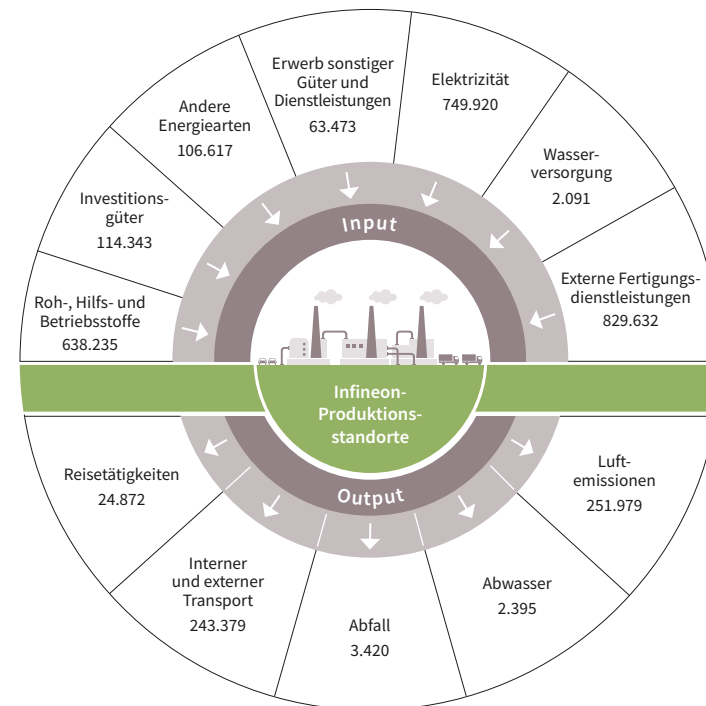 Roh-, Hilfs- und
Betriebsstoffe
638.235
Investitions-
güter
114.343
Andere
Energiearten
106.617
Erwerb sonstiger
Güter und
Dienstleistungen
63.473
Elektrizität
749.920
Wasser-
versorgung
2.091
Externe Fertigungs-
dienstleistungen
829.632
Input
Infineon-
Produktions-
standorte
Output
Reisetätigkeiten
24.872
Interner
und externer
Transport
243.379
Abfall
3.420
Abwasser
2.395
Luft-
emissionen
251.979